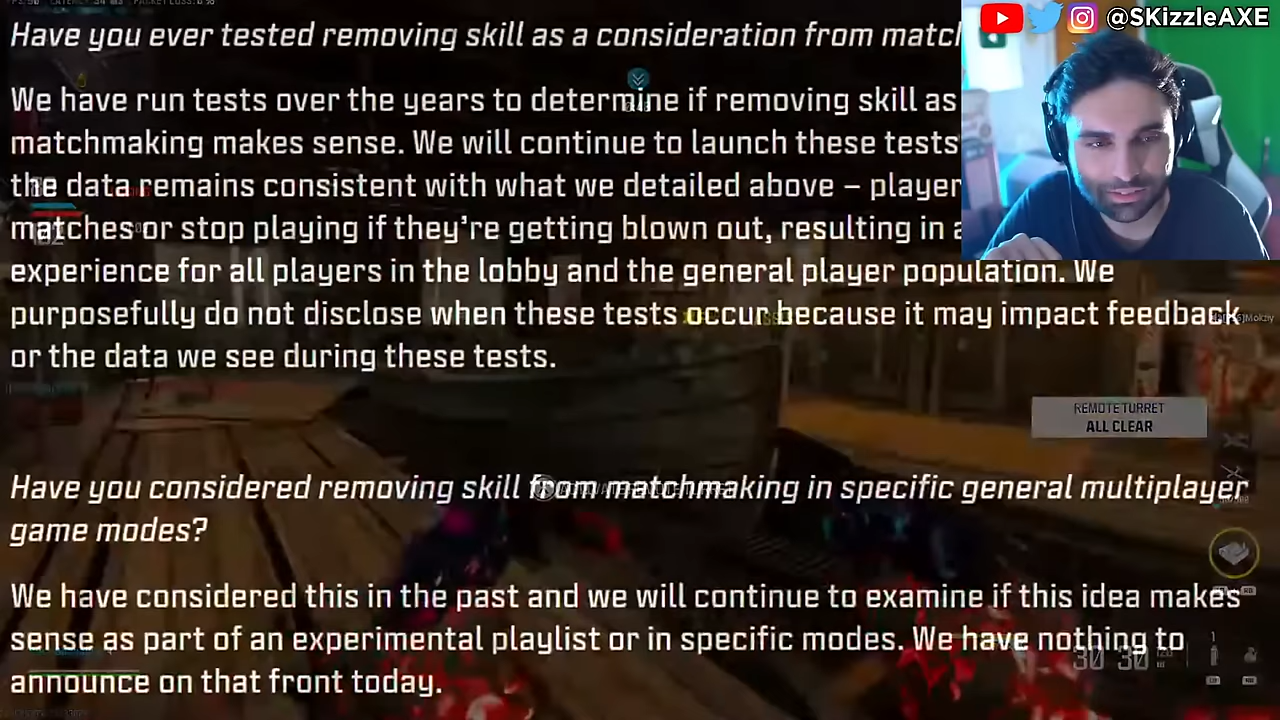 @SKizzleAXE
Have you ever tested removing skill as a consideration from
We have run tests over the years to determine if removing skill as
matchmaking makes sense. We will continue to launch these tests
the data remains consistent with what we detailed above – player
matches or stop playing if they're getting blown out, resulting in a
experience for all players in the lobby and the general player population. We
purposefully do not disclose when these tests occur because it may impact feedback
or the data we see during these tests.
REMOTE TURRET
ALL CLEAR
Have you considered removing skill from matchmaking in specific general multiplayer
game modes?
We have considered this in the past and we will continue to examine if this idea makes
sense as part of an experimental playlist or in specific modes. We have nothing to
announce on that front today.
30 30